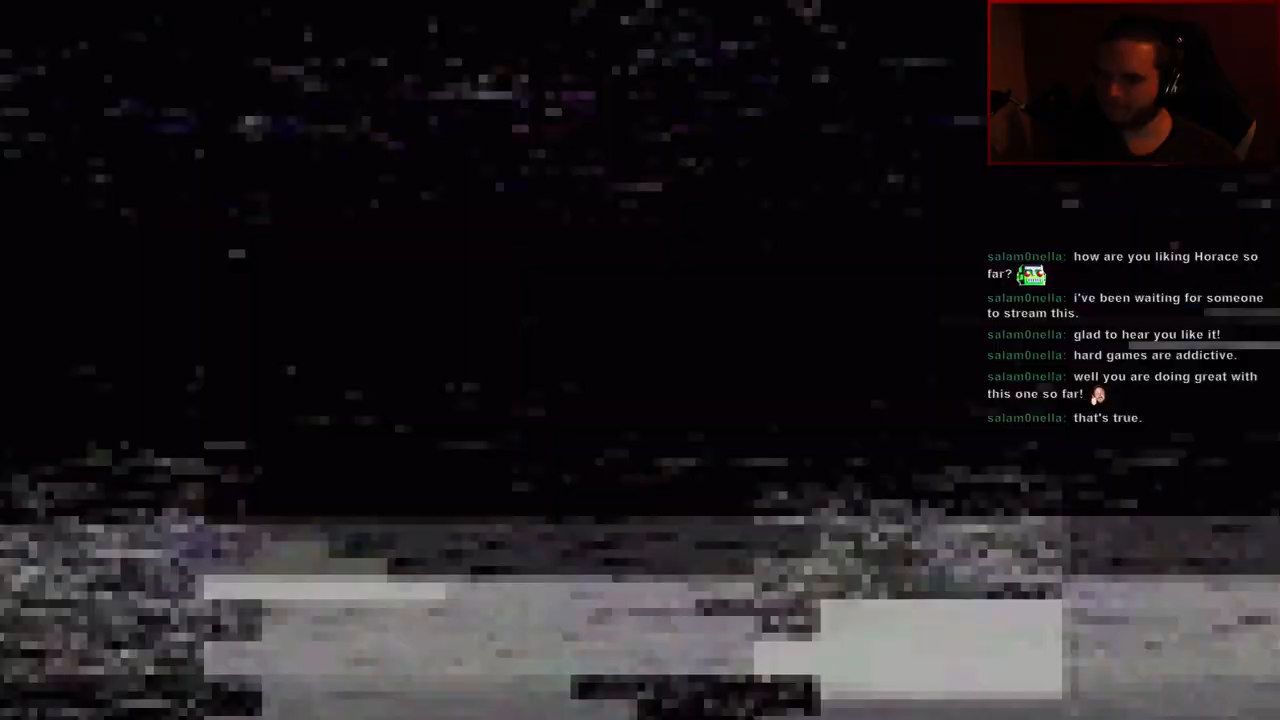 salam0nella: how are you liking Horace so
far?
salam0nella: i've been waiting for someone
to stream this.
salam0nella: glad to hear you like it!
salam0nella: hard games are addictive.
salam0nella: well you are doing great with
this one so far!
salam0nella: that's true.